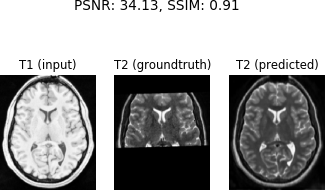 PSNR: 34.13, SSIM: 0.91
T1 (input)
T2 (groundtruth)
T2 (predicted)